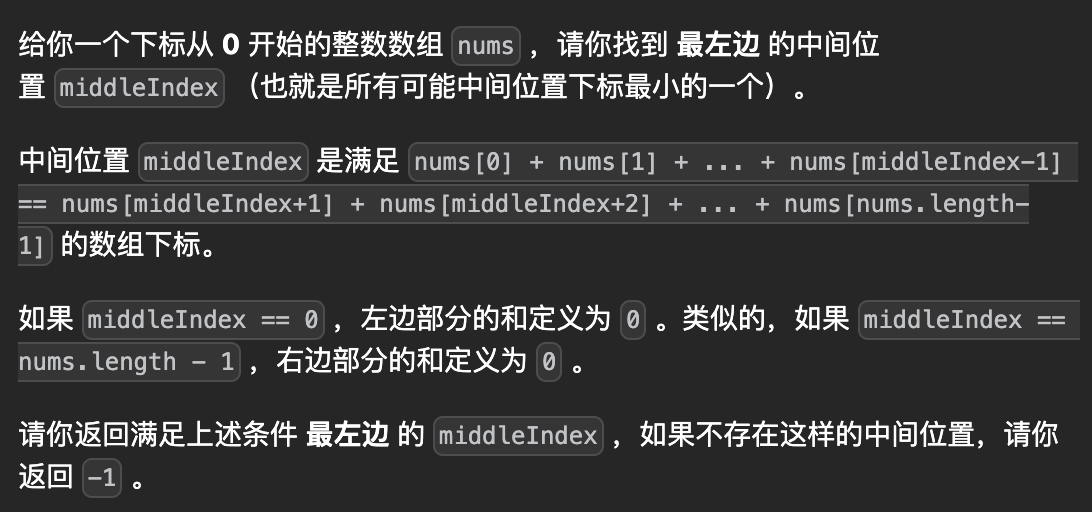 给你一个下标从 0 开始的整数数组 nums ，请你找到 最左边 的中间位
置 middleIndex （也就是所有可能中间位置下标最小的一个）。
中间位置 middleIndex 是满足 nums[0] + nums[1] + ... + nums[middleIndex-1]
== nums[middleIndex+1] + nums[middleIndex+2] + ... + nums[nums.length-
1] 的数组下标。
如果 middleIndex == 0 ，左边部分的和定义为 0 。类似的，如果 middleIndex ==
nums.length - 1 ，右边部分的和定义为 0 。
请你返回满足上述条件 最左边 的 middleIndex ，如果不存在这样的中间位置，请你
返回 -1 。